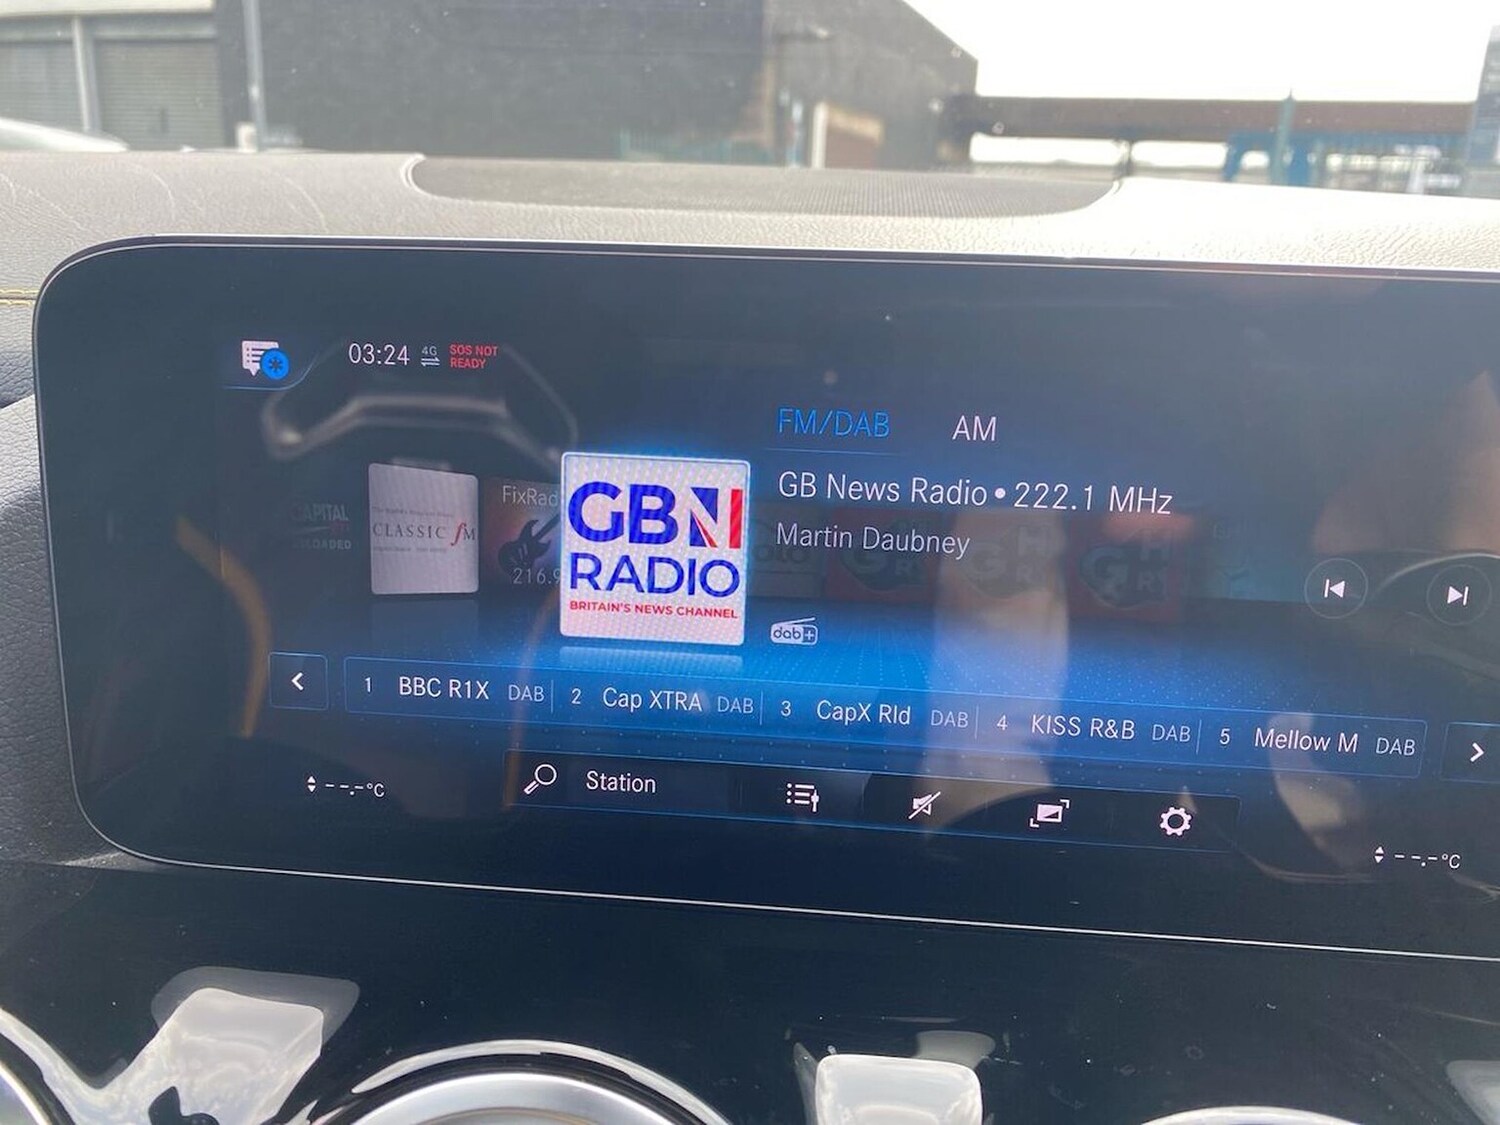 03:24 4G SOS NOT
READY
FM/DAB AM
GB News Radio • 222.1 MHz
Martin Daubney
CAPITAL
CLASSIC fM
FixRad
216.9
GBN
RADIO
BRITAIN'S NEWS CHANNEL
dab+
1 BBC R1X DAB 2 Cap XTRA DAB 3 CapX Rld DAB 4 KISS R&B DAB 5 Mellow M DAB
Station
--.-°C
--.-°C